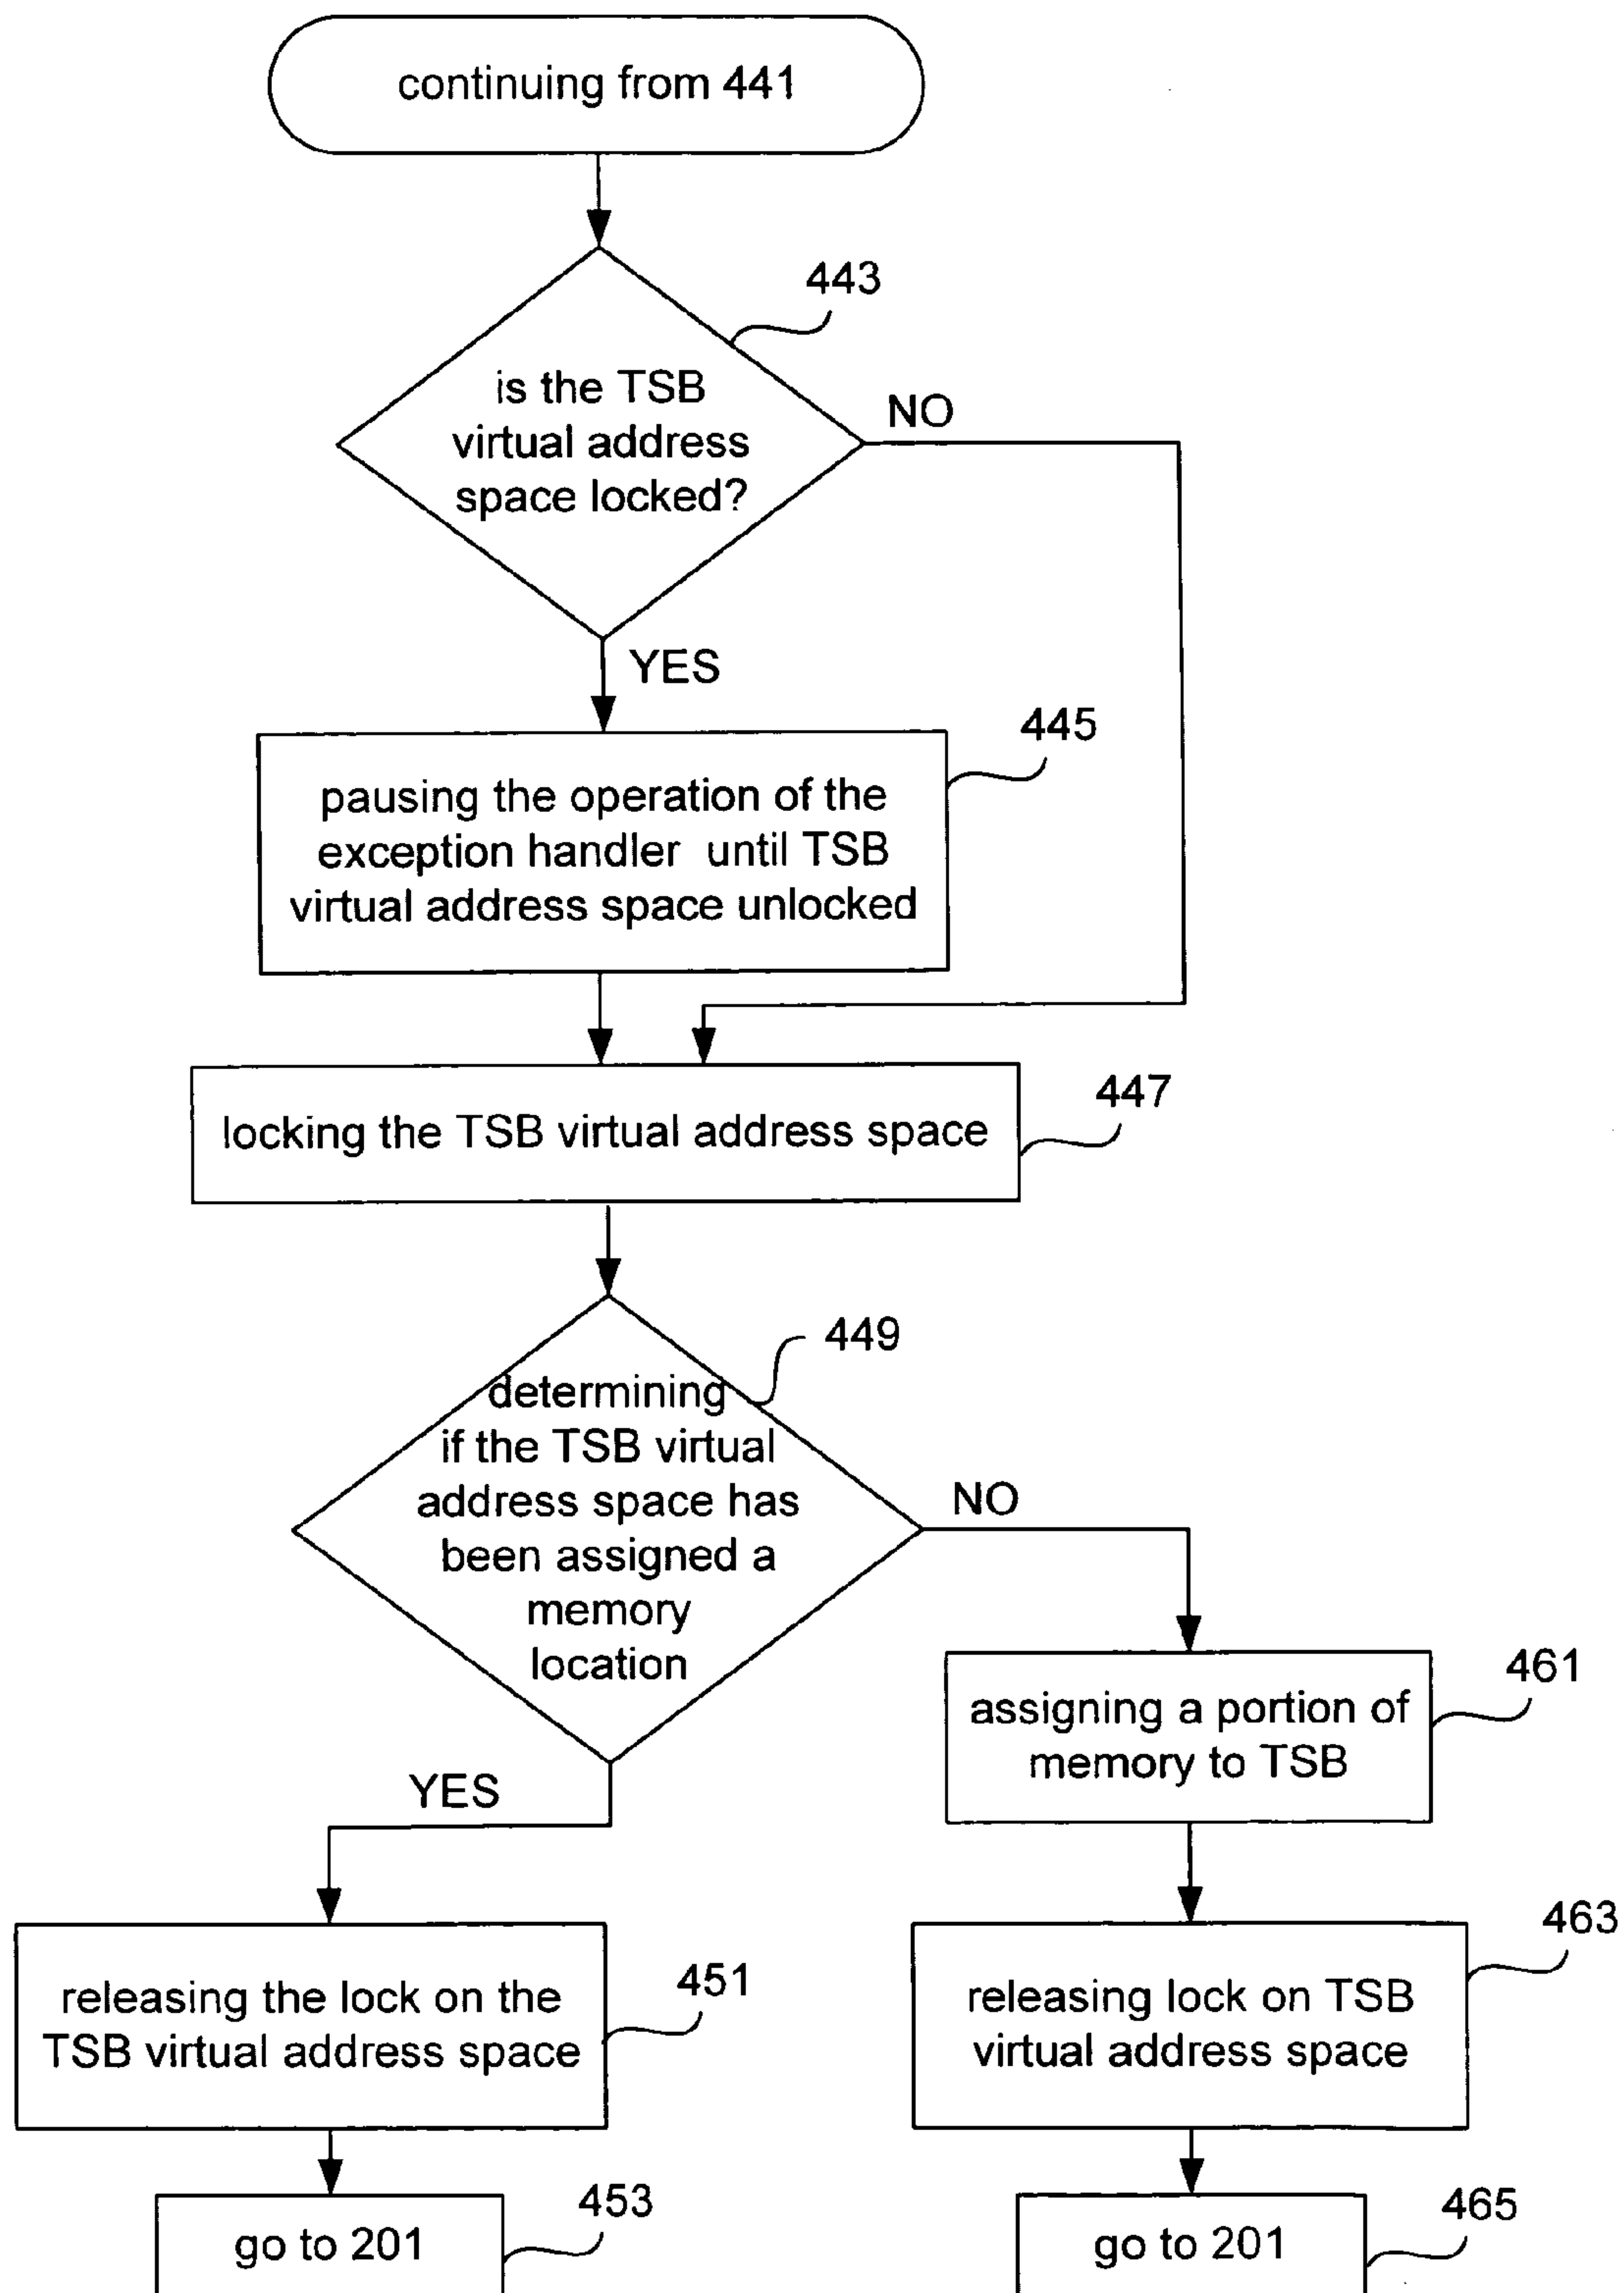 continuing from 441
443
is the TSB
virtual address
space locked?
NO
YES
445
pausing the operation of the
exception handler until TSB
virtual address space unlocked
447
locking the TSB virtual address space
449
determining
if the TSB virtual
address space has
been assigned a
memory
location
NO
YES
461
assigning a portion of
memory to TSB
451
releasing the lock on the
TSB virtual address space
463
releasing lock on TSB
virtual address space
453
go to 201
465
go to 201